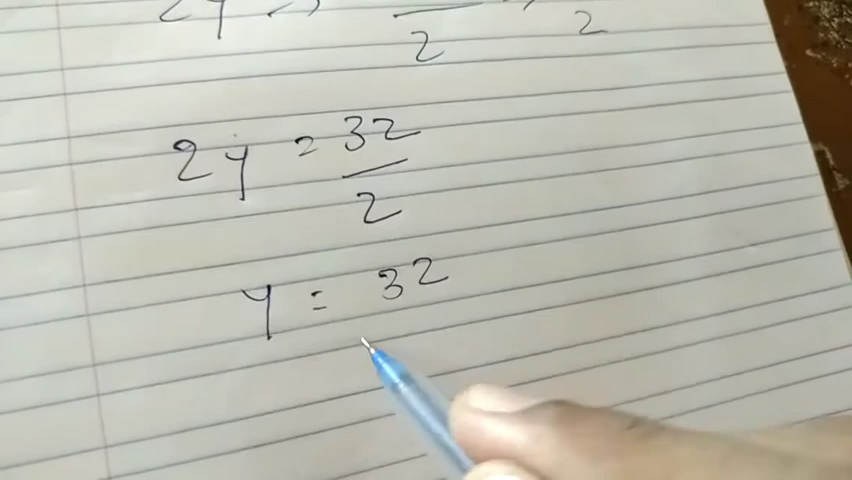 2y = 32/2
y = 32